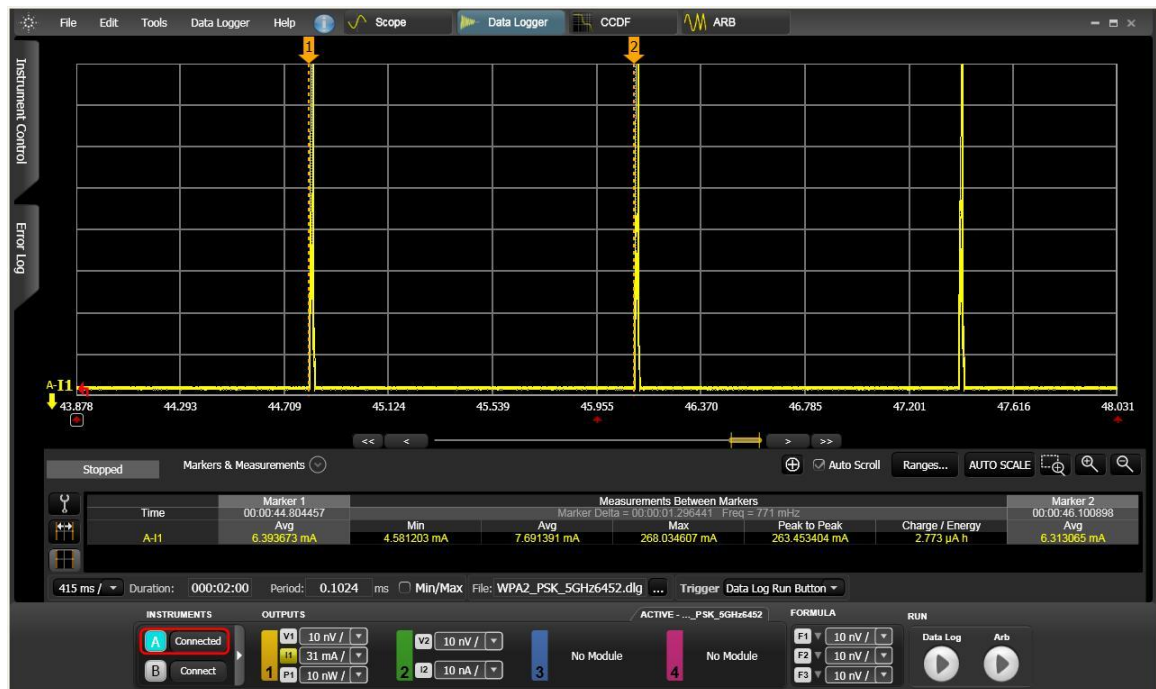 File Edit Tools Data Logger Help Scope Data Logger CCDF ARB
1 2
Instrument Control
Error Log
A-I1
43.878 44.293 44.709 45.124 45.539 45.955 46.370 46.785 47.201 47.616 48.031
<< < > >>
Stopped Markers & Measurements Auto Scroll Ranges... AUTO SCALE
Marker 1 Measurements Between Markers Marker 2
Time 00:00:44.804457 Marker Delta = 00:00:01.296441 Freq = 771 mHz 00:00:46.100898
Avg Min Avg Max Peak to Peak Charge / Energy Avg
A-I1 6.393673 mA 4.581203 mA 7.691391 mA 268.034607 mA 263.453404 mA 2.773 µA h 6.313065 mA
415 ms / Duration: 000:02:00 Period: 0.1024 ms Min/Max File: WPA2_PSK_5GHz6452.dlg ... Trigger Data Log Run Button
INSTRUMENTS OUTPUTS ACTIVE - ..._PSK_5GHz6452 FORMULA RUN
A Connected V1 10 nV / V2 10 nV / F1 10 nV / Data Log Arb
I1 31 mA / No Module No Module F2 10 nV /
B Connect 1 P1 10 nW / 2 I2 10 nA / 3 4 F3 10 nV /